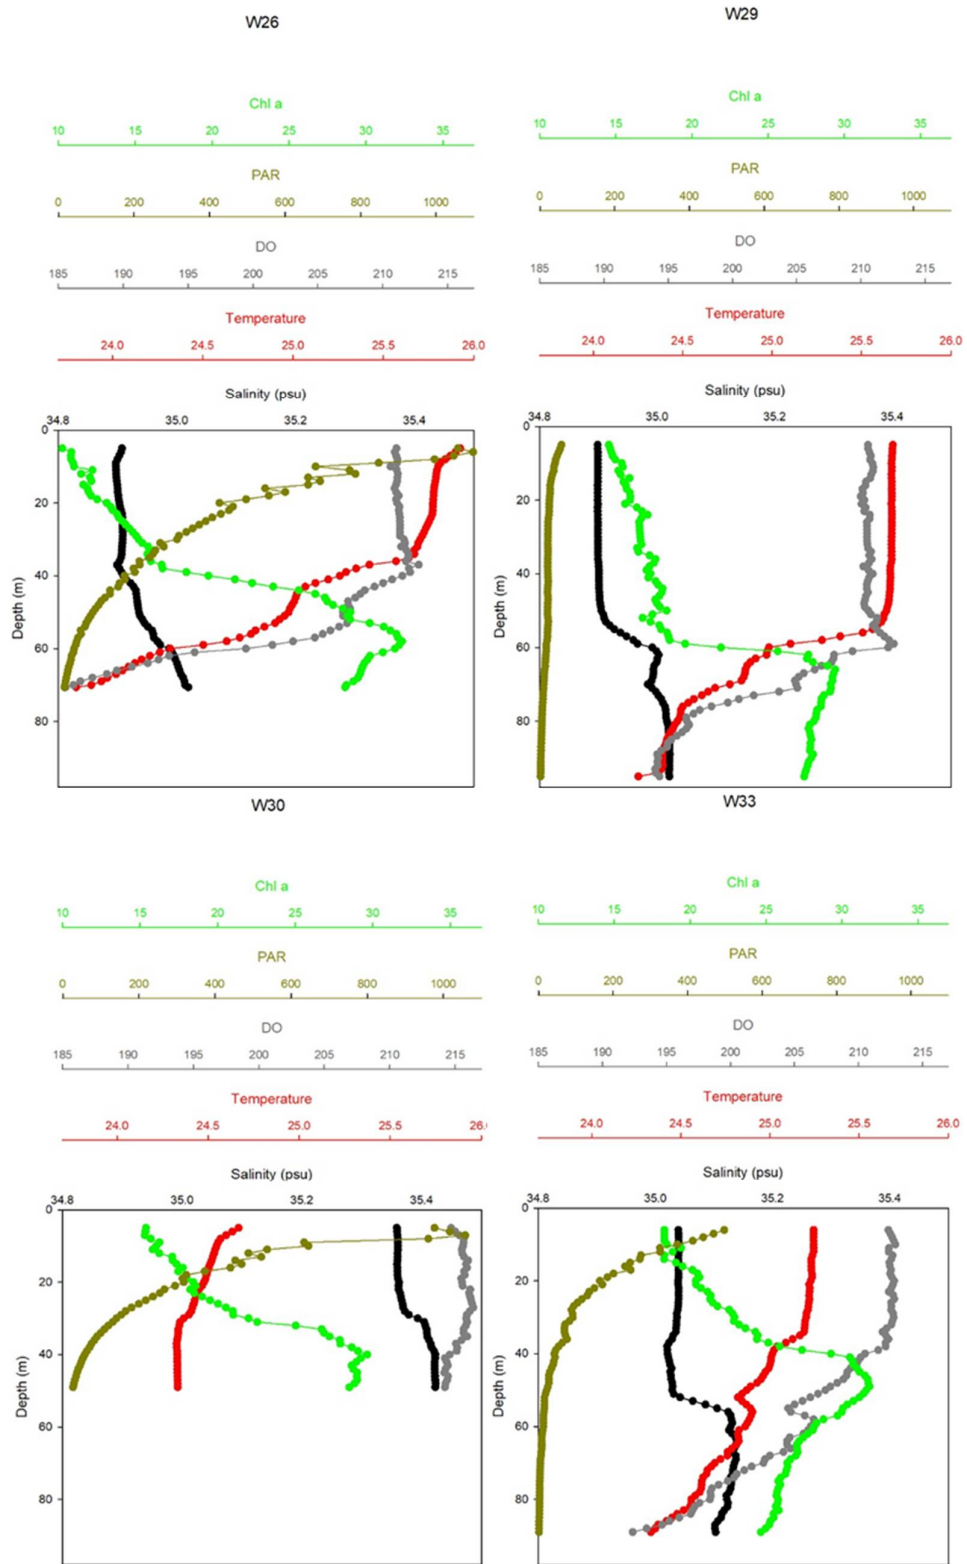 W26
Chl a
10 15 20 25 30 35
PAR
0 200 400 600 800 1000
DO
185 190 195 200 205 210 215
Temperature
24.0 24.5 25.0 25.5 26.0
Salinity (psu)
34.8 35.0 35.2 35.4
0
20
40
60
80
Depth (m)
W29
Chl a
10 15 20 25 30 35
PAR
0 200 400 600 800 1000
DO
185 190 195 200 205 210 215
Temperature
24.0 24.5 25.0 25.5 26.0
Salinity (psu)
34.8 35.0 35.2 35.4
0
20
40
60
80
Depth (m)
W30
Chl a
10 15 20 25 30 35
PAR
0 200 400 600 800 1000
DO
185 190 195 200 205 210 215
Temperature
24.0 24.5 25.0 25.5 26.0
Salinity (psu)
34.8 35.0 35.2 35.4
0
20
40
60
80
Depth (m)
W33
Chl a
10 15 20 25 30 35
PAR
0 200 400 600 800 1000
DO
185 190 195 200 205 210 215
Temperature
24.0 24.5 25.0 25.5 26.0
Salinity (psu)
34.8 35.0 35.2 35.4
0
20
40
60
80
Depth (m)